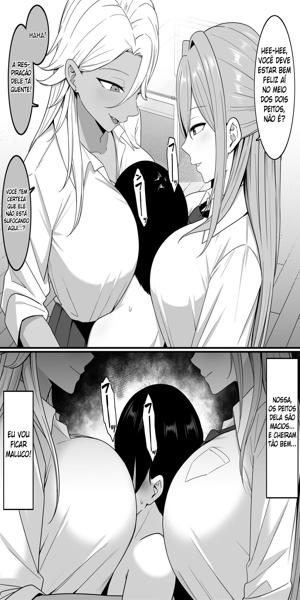 HEE-HEE,
VOCÊ DEVE
ESTAR BEM
FELIZ AÍ NO
MEIO DOS
DOIS
PEITOS,
NÃO É?
HAHA!
A RES-
PIRAÇÃO
DELE TÁ
QUENTE!
VOCÊ TEM
CERTEZA
QUE ELE
NÃO ESTÁ
SUFOCANDO
AQUI...?
NOSSA,
OS PEITOS
DELA SÃO
MACIOS...
E CHEIRAM
TÃO BEM...
EU VOU
FICAR
MALUCO!